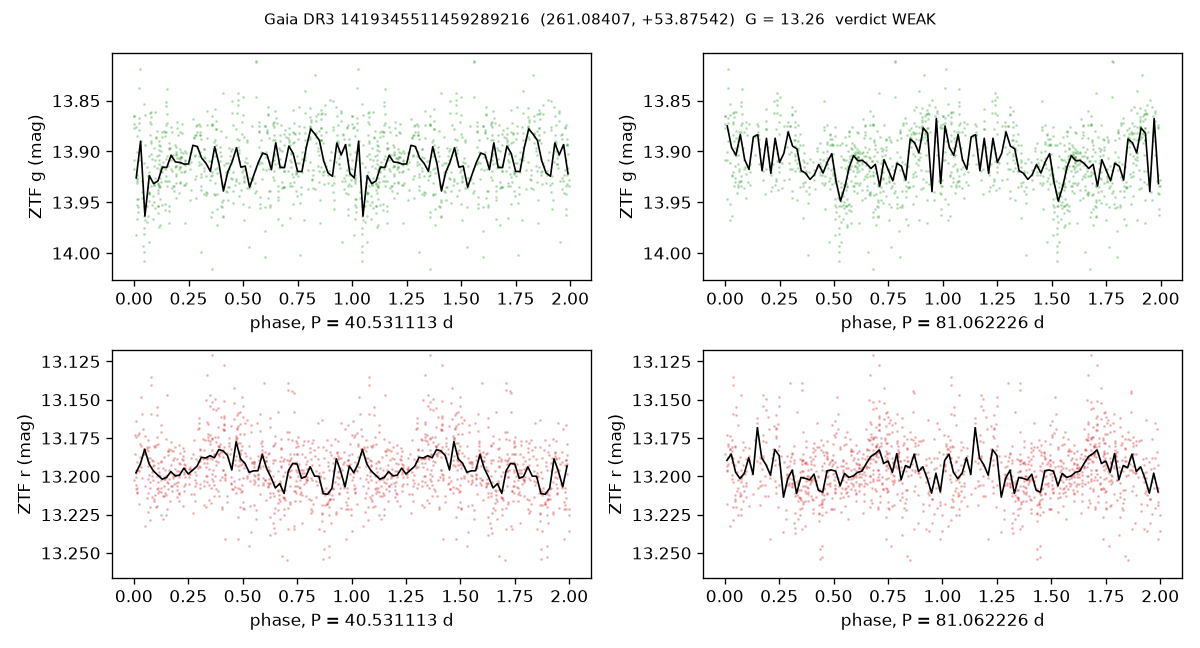 Gaia DR3 1419345511459289216 (261.08407, +53.87542) G = 13.26 verdict WEAK
ZTF g (mag)
13.85
13.90
13.95
14.00
0.00 0.25 0.50 0.75 1.00 1.25 1.50 1.75 2.00
phase, P = 40.531113 d
ZTF g (mag)
13.85
13.90
13.95
14.00
0.00 0.25 0.50 0.75 1.00 1.25 1.50 1.75 2.00
phase, P = 81.062226 d
ZTF r (mag)
13.125
13.150
13.175
13.200
13.225
13.250
0.00 0.25 0.50 0.75 1.00 1.25 1.50 1.75 2.00
phase, P = 40.531113 d
ZTF r (mag)
13.125
13.150
13.175
13.200
13.225
13.250
0.00 0.25 0.50 0.75 1.00 1.25 1.50 1.75 2.00
phase, P = 81.062226 d